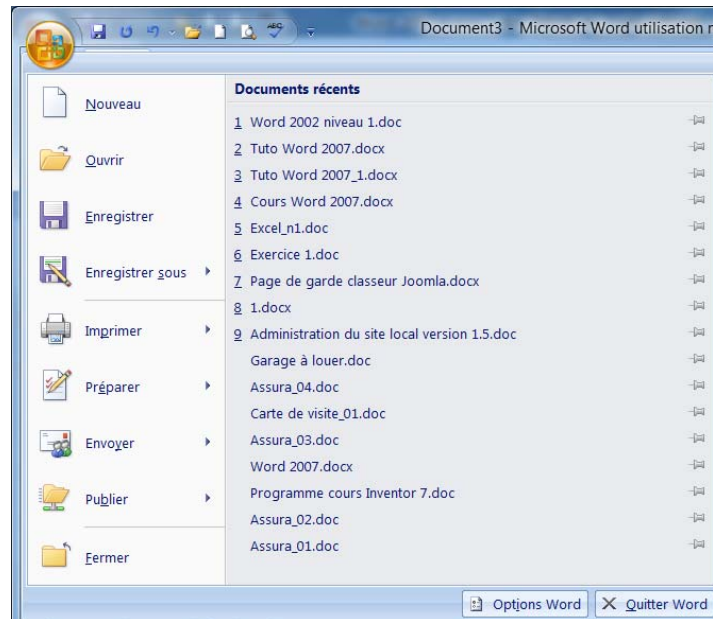 ABC
Document3 - Microsoft Word utilisation
Nouveau
Ouvrir
Enregistrer
Enregistrer sous
Imprimer
Préparer
Envoyer
Publier
Fermer
Documents récents
1 Word 2002 niveau 1.doc
2 Tuto Word 2007.docx
3 Tuto Word 2007_1.docx
4 Cours Word 2007.docx
5 Excel_n1.doc
6 Exercice 1.doc
7 Page de garde classeur Joomla.docx
8 1.docx
9 Administration du site local version 1.5.doc
Garage à louer.doc
Assura_04.doc
Carte de visite_01.doc
Assura_03.doc
Word 2007.docx
Programme cours Inventor 7.doc
Assura_02.doc
Assura_01.doc
Options Word
Quitter Word